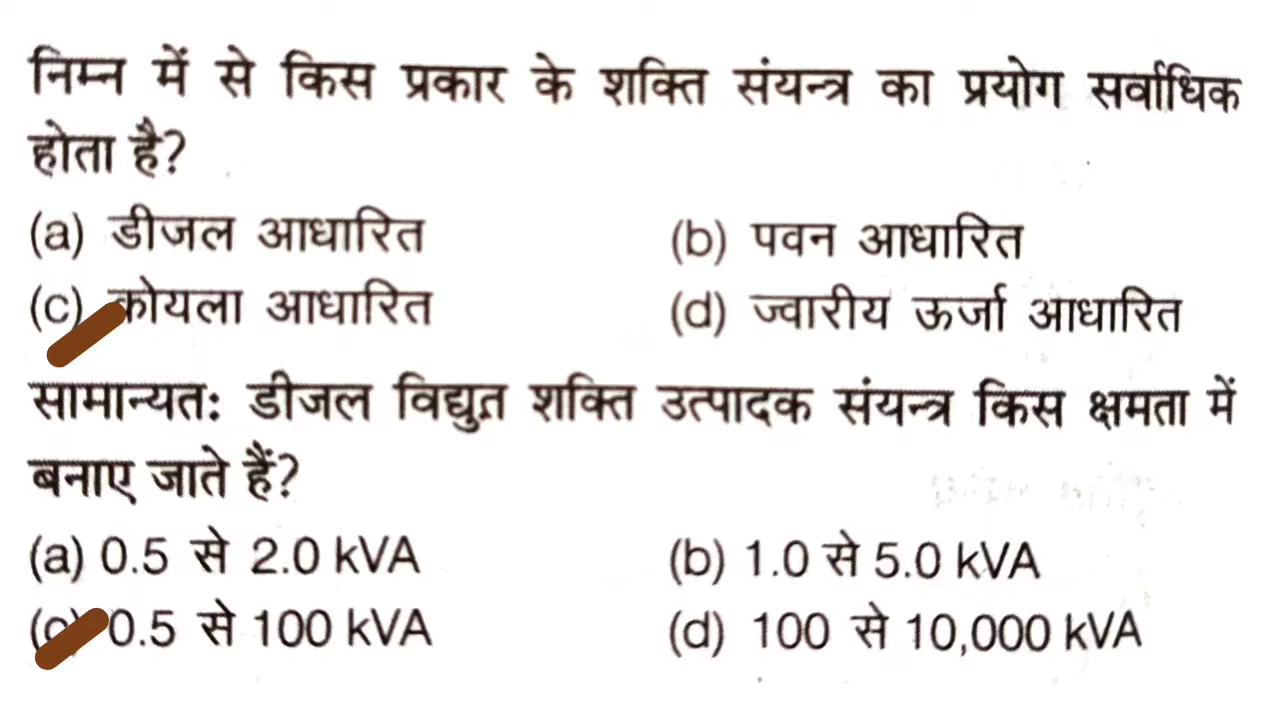 निम्न में से किस प्रकार के शक्ति संयन्त्र का प्रयोग सर्वाधिक
होता है?
(a) डीजल आधारित (b) पवन आधारित
(c) कोयला आधारित (d) ज्वारीय ऊर्जा आधारित
सामान्यतः डीजल विद्युत शक्ति उत्पादक संयन्त्र किस क्षमता में
बनाए जाते हैं?
(a) 0.5 से 2.0 kVA (b) 1.0 से 5.0 kVA
(c) 0.5 से 100 kVA (d) 100 से 10,000 kVA